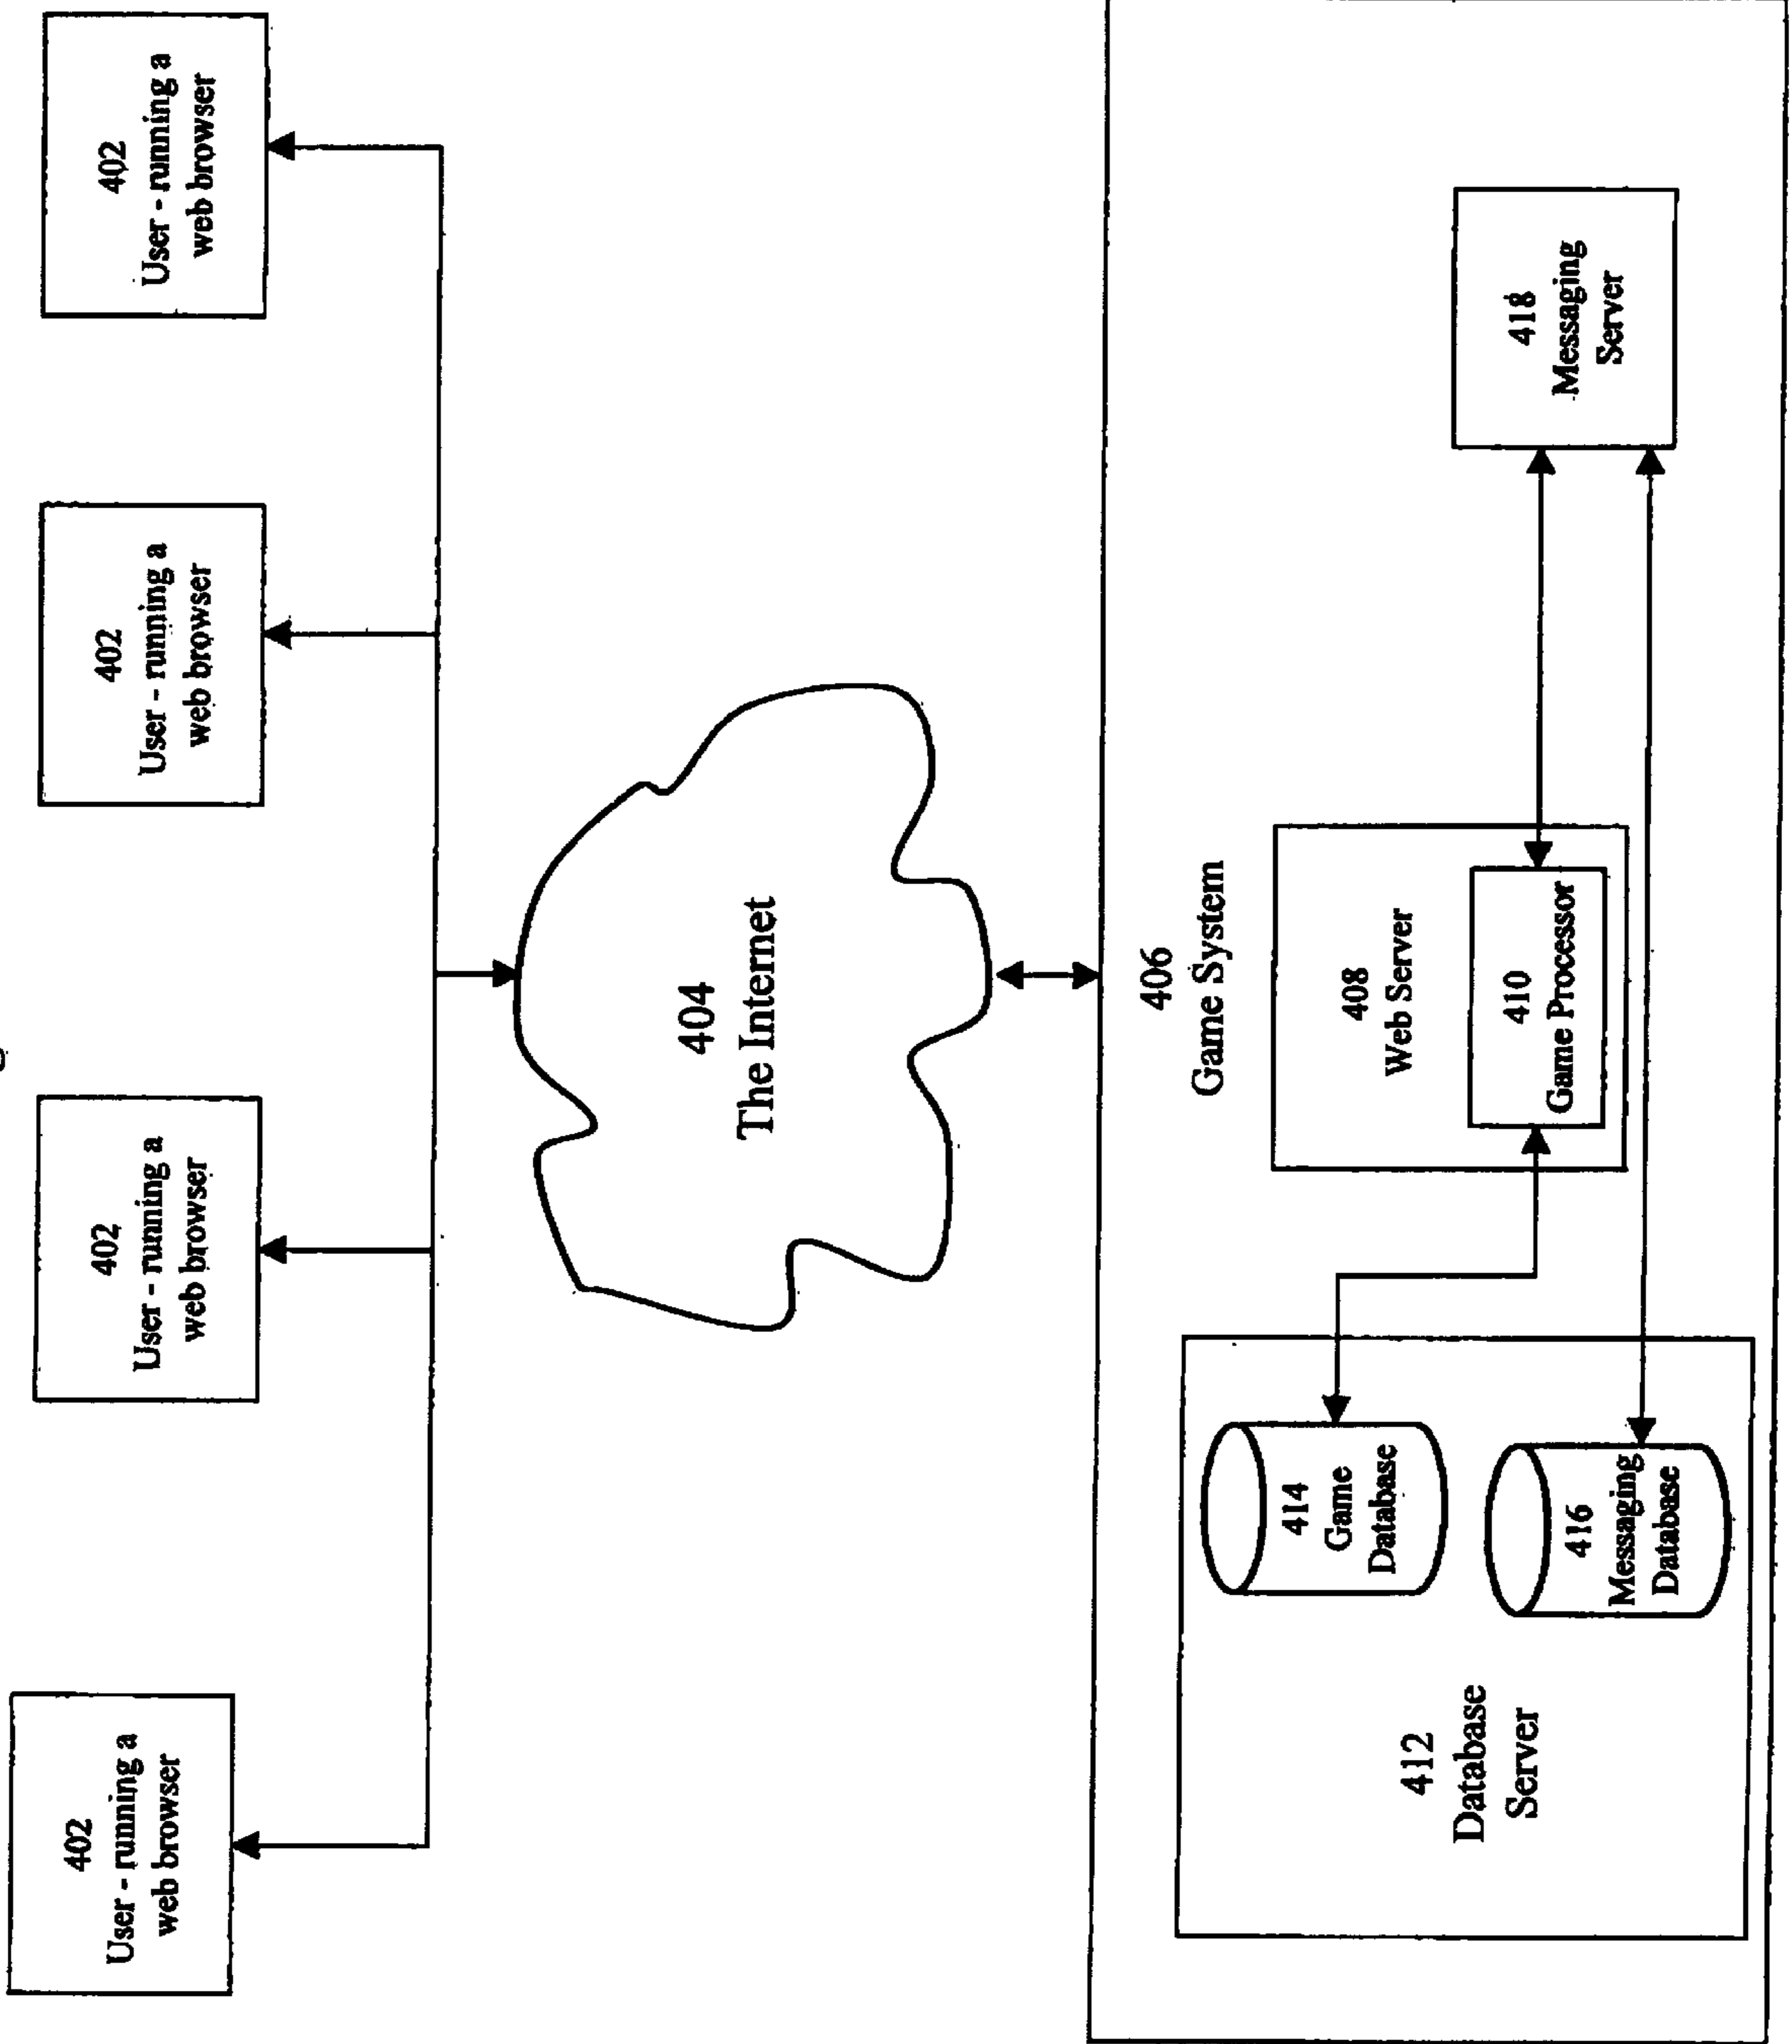 402
User - running a
web browser
402
User - running a
web browser
402
User - running a
web browser
402
User - running a
web browser
404
The Internet
406
Game System
408
Web Server
410
Game Processor
412
Database
Server
414
Game
Database
416
Messaging
Database
418
Messaging
Server